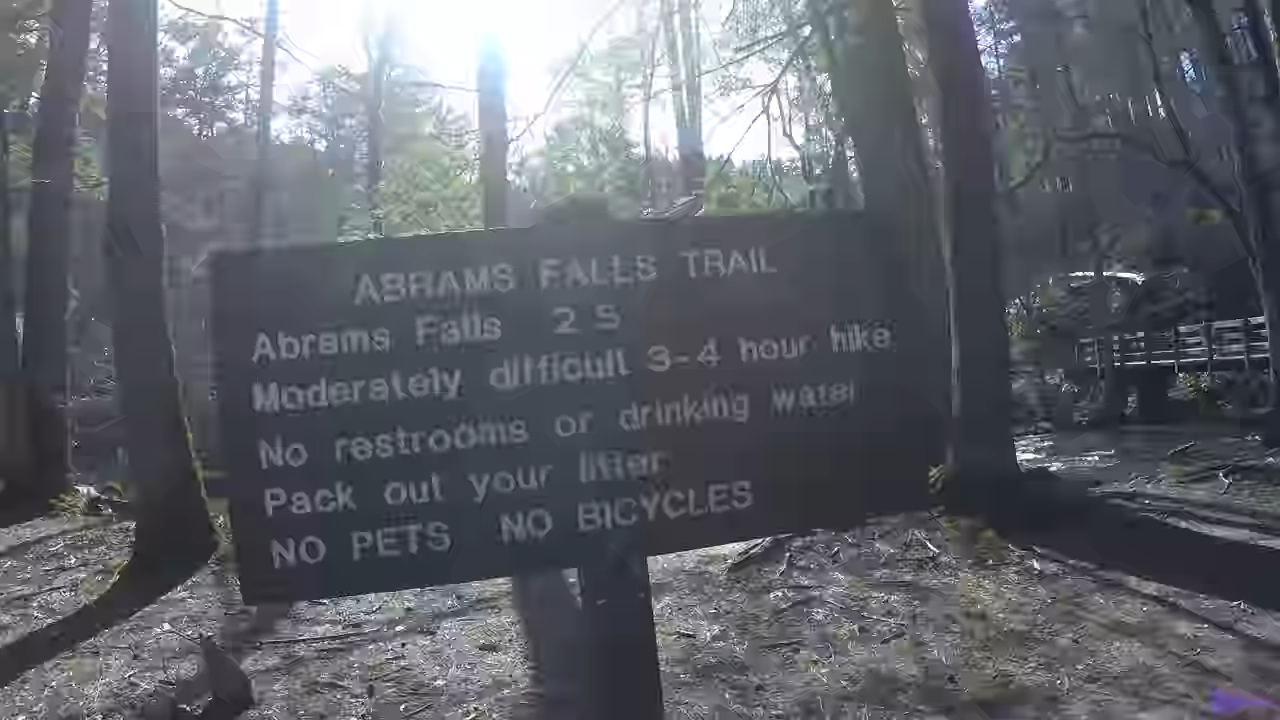 ABRAMS FALLS TRAIL
Abrams Falls 2 5
Moderately difficult 3-4 hour hike
No restrooms or drinking water
Pack out your litter
NO PETS NO BICYCLES